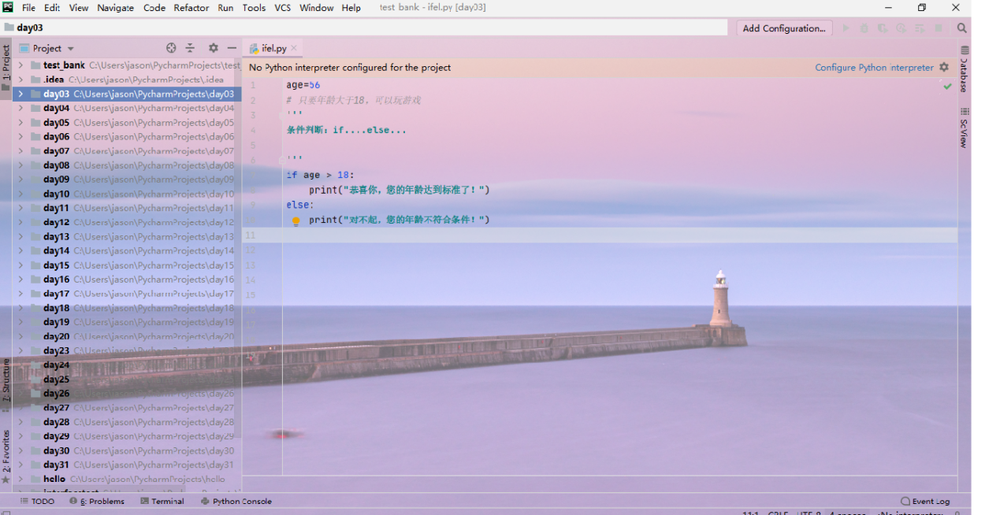 File Edit View Navigate Code Refactor Run Tools VCS Window Help test_bank - ifel.py [day03]
day03
Add Configuration...
Project
ifel.py
1: Project
No Python interpreter configured for the project
Configure Python interpreter
Database
SciView
test_bank C:\Users\jason\PycharmProjects\test_
.idea C:\Users\jason\PycharmProjects\.idea
day03 C:\Users\jason\PycharmProjects\day03
day04 C:\Users\jason\PycharmProjects\day04
day05 C:\Users\jason\PycharmProjects\day05
day06 C:\Users\jason\PycharmProjects\day06
day07 C:\Users\jason\PycharmProjects\day07
day08 C:\Users\jason\PycharmProjects\day08
day09 C:\Users\jason\PycharmProjects\day09
day10 C:\Users\jason\PycharmProjects\day10
day11 C:\Users\jason\PycharmProjects\day11
day12 C:\Users\jason\PycharmProjects\day12
day13 C:\Users\jason\PycharmProjects\day13
day14 C:\Users\jason\PycharmProjects\day14
day15 C:\Users\jason\PycharmProjects\day15
day16 C:\Users\jason\PycharmProjects\day16
day17 C:\Users\jason\PycharmProjects\day17
day18 C:\Users\jason\PycharmProjects\day18
day19 C:\Users\jason\PycharmProjects\day19
day20 C:\Users\jason\PycharmProjects\day20
day23 C:\Users\jason\PycharmProjects\day23
day24
day25
day26 C:\Users\jason\PycharmProjects\day26
day27 C:\Users\jason\PycharmProjects\day27
day28 C:\Users\jason\PycharmProjects\day28
day29 C:\Users\jason\PycharmProjects\day29
day30 C:\Users\jason\PycharmProjects\day30
day31 C:\Users\jason\PycharmProjects\day31
hello C:\Users\jason\PycharmProjects\hello
Z: Structure
2: Favorites
1 age=56
2 # 只要年龄大于18，可以玩游戏
3 '''
4 条件判断：if....else...
5
6 '''
if age > 18:
print("恭喜你，您的年龄达到标准了！")
9 else:
print("对不起，您的年龄不符合条件！")
11
12
13
14
15
TODO 6: Problems Terminal Python Console Event Log
11:1 CRLF UTF-8 4 spaces <No interpreter>